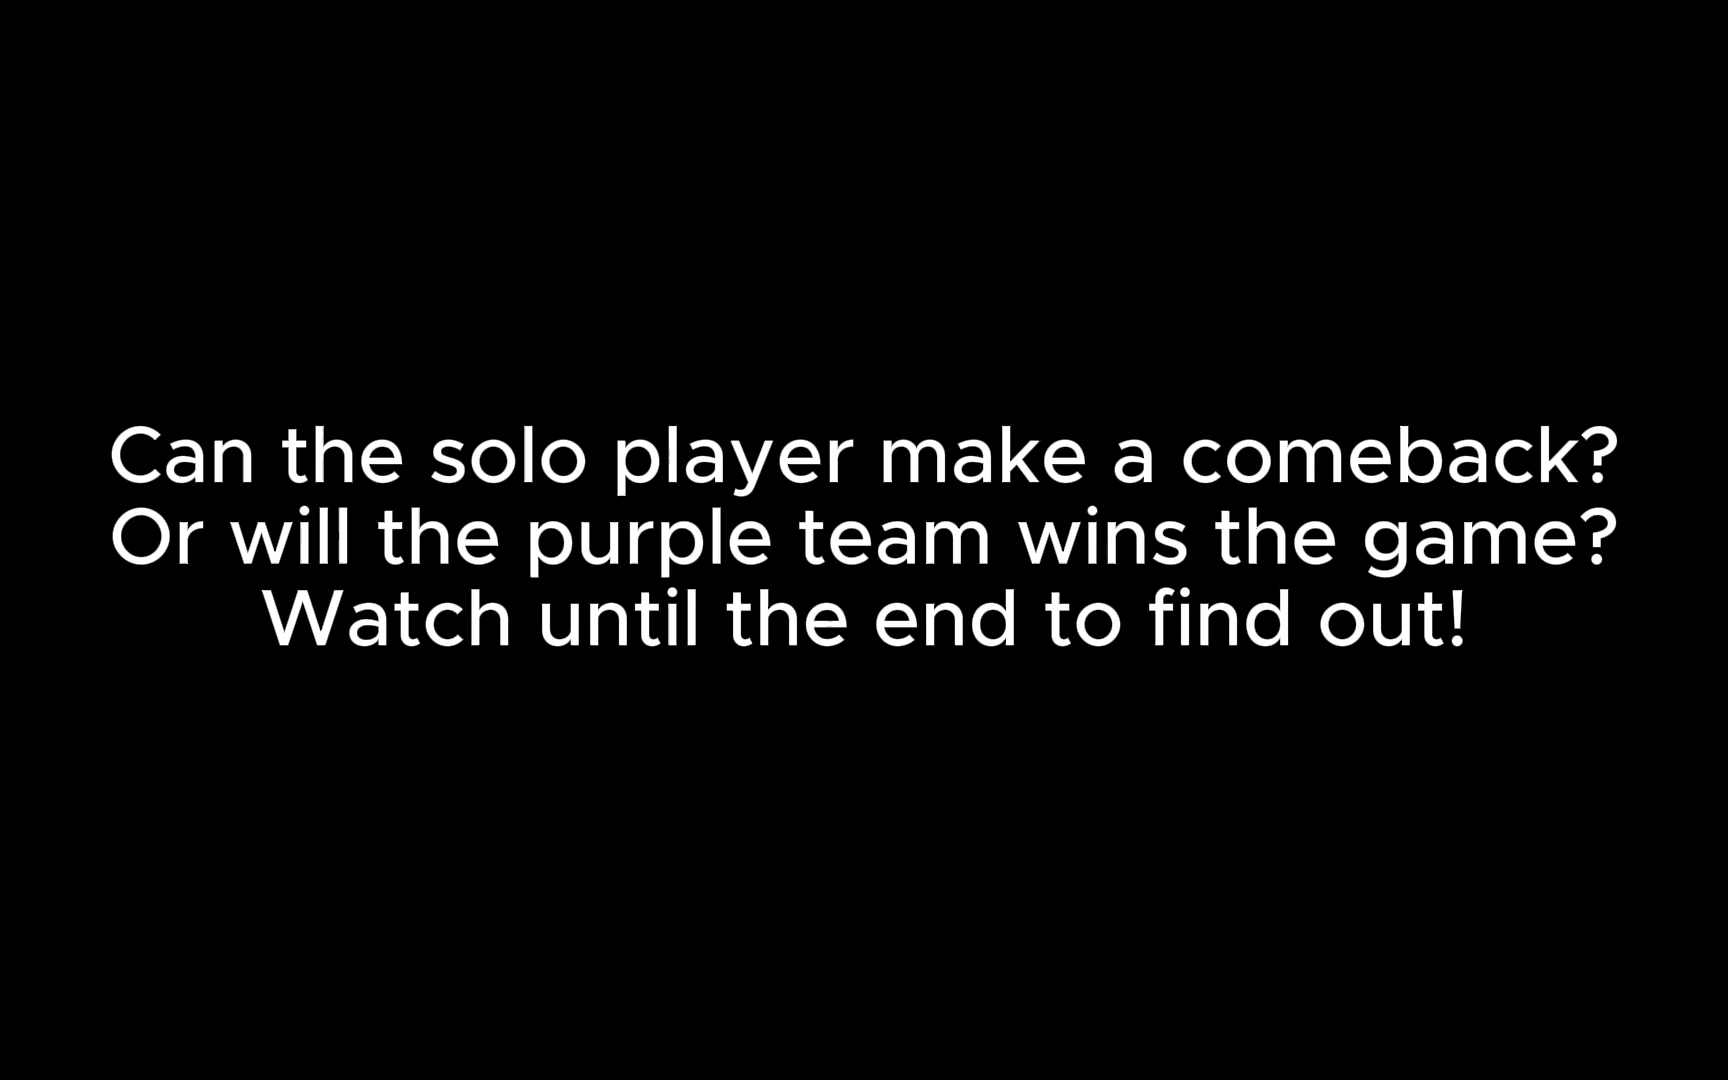 Can the solo player make a comeback?
Or will the purple team wins the game?
Watch until the end to find out!